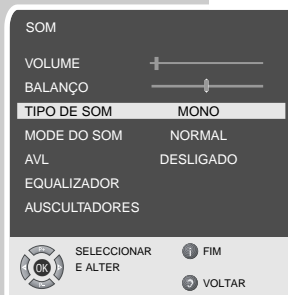 SOM
VOLUME
BALANÇO
TIPO DE SOM MONO
MODE DO SOM NORMAL
AVL DESLIGADO
EQUALIZADOR
AUSCULTADORES
P+
OK
P-
SELECCIONAR
E ALTER
i FIM
VOLTAR